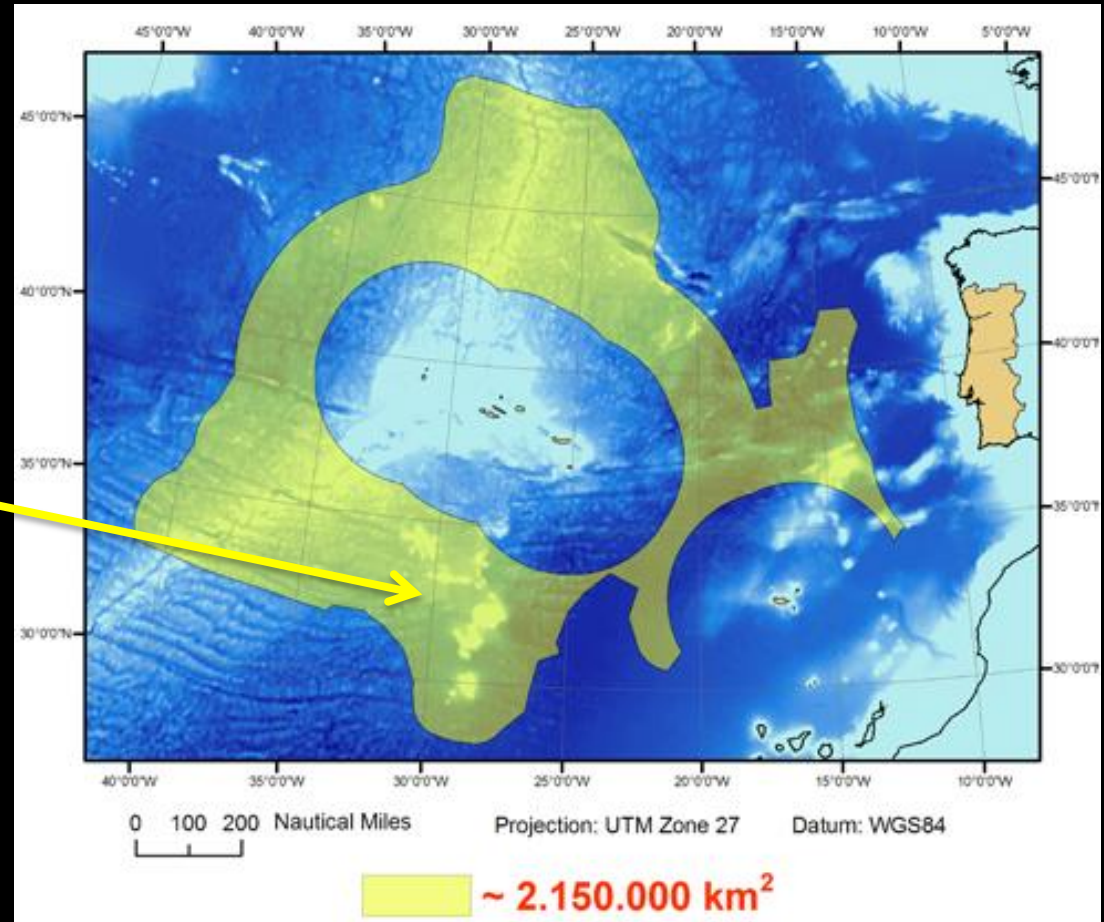 45°0'0"W 40°0'0"W 35°0'0"W 30°0'0"W 25°0'0"W 20°0'0"W 15°0'0"W 10°0'0"W 5°0'0"W
45°0'0"N
45°0'0"
40°0'0"N
40°0'0"
35°0'0"N
35°0'0"
30°0'0"N
30°0'0"
40°0'0"W 35°0'0"W 30°0'0"W 25°0'0"W 20°0'0"W 15°0'0"W 10°0'0"W
0 100 200 Nautical Miles Projection: UTM Zone 27 Datum: WGS84
~ 2.150.000 km²